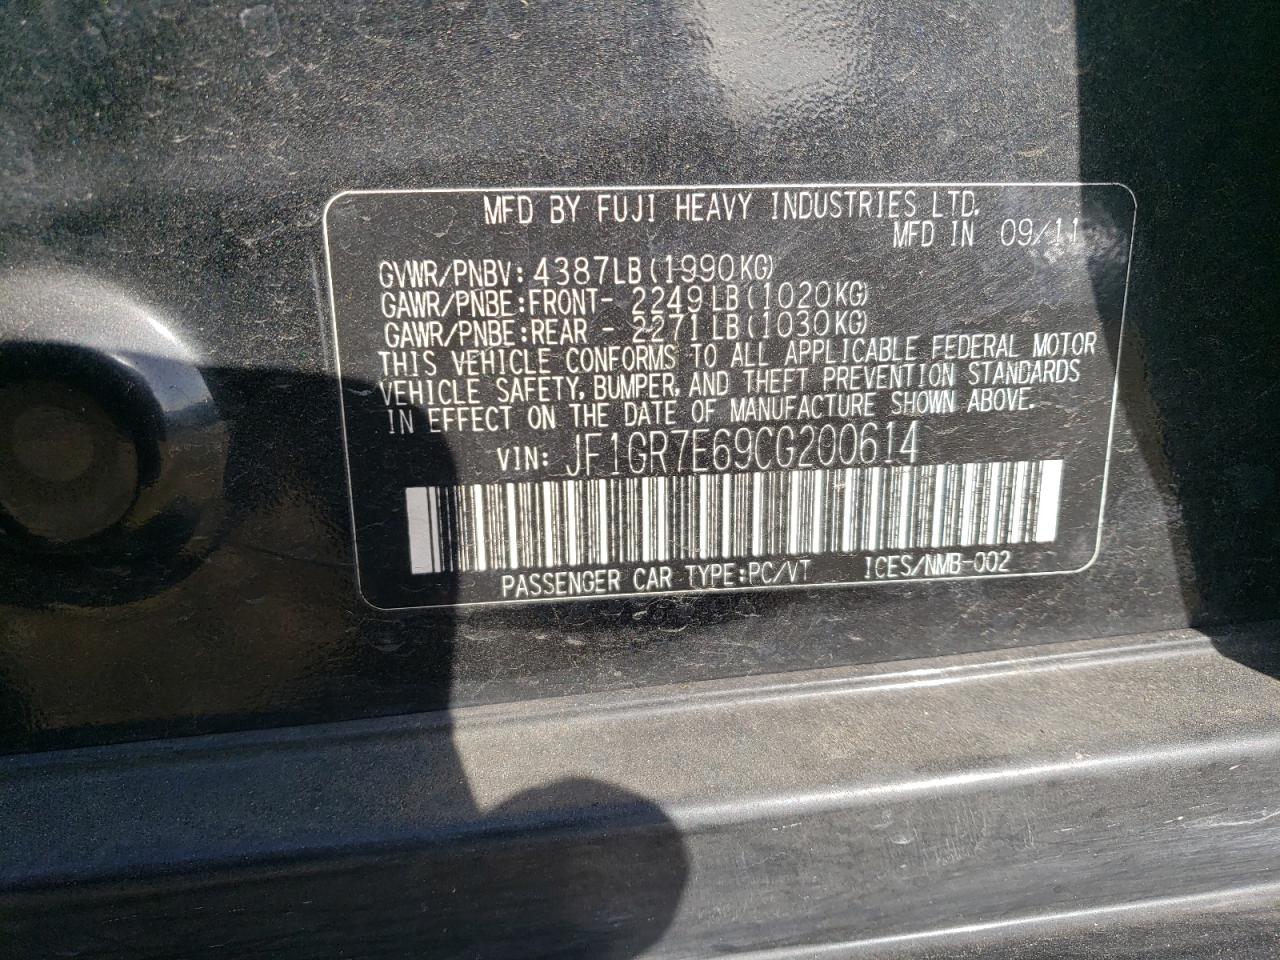 MFD BY FUJI HEAVY INDUSTRIES LTD.
MFD IN 09/11
GVWR/PNBV: 4387LB(1990KG)
GAWR/PNBE:FRONT- 2249LB(1020KG)
GAWR/PNBE:REAR - 2271LB(1030KG)
THIS VEHICLE CONFORMS TO ALL APPLICABLE FEDERAL MOTOR
VEHICLE SAFETY, BUMPER, AND THEFT PREVENTION STANDARDS
IN EFFECT ON THE DATE OF MANUFACTURE SHOWN ABOVE.
VIN: JF1GR7E69CG200614
PASSENGER CAR TYPE:PC/VT ICES/NMB-002